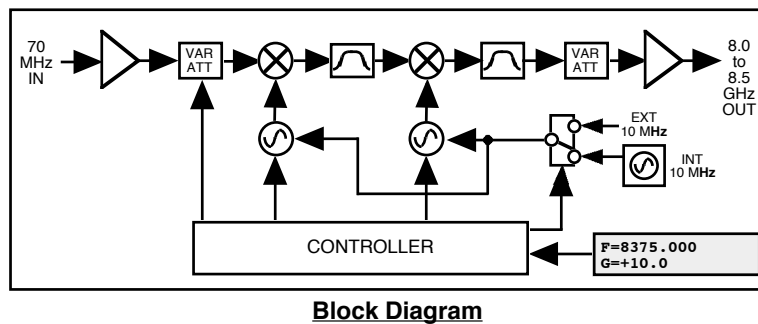 70
MHz
IN
VAR
ATT
VAR
ATT
8.0
to
8.5
GHz
OUT
EXT
10 MHz
INT
10 MHz
CONTROLLER
F=8375.000
G=+10.0
Block Diagram